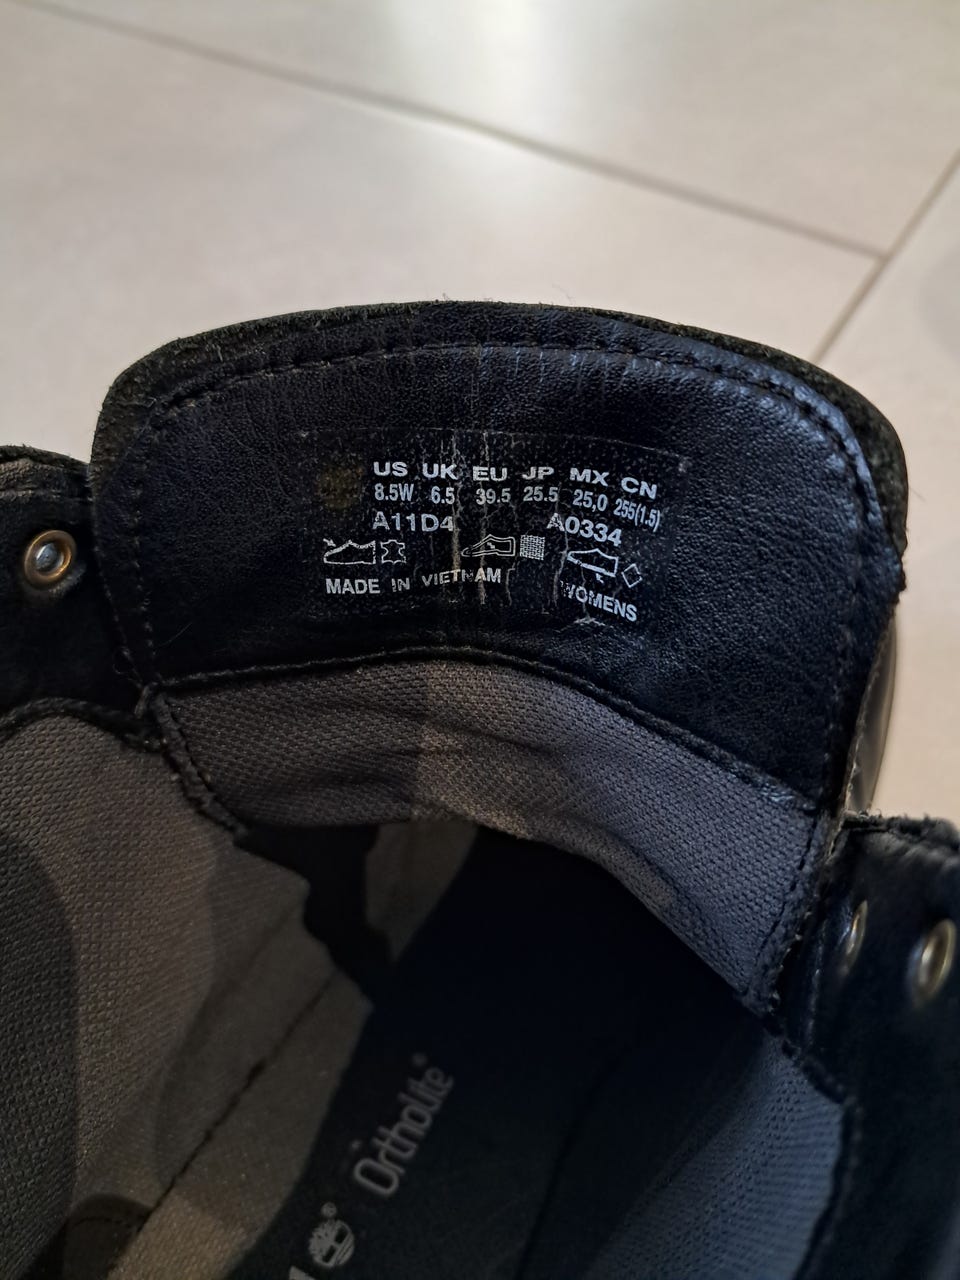 US UK EU JP MX CN
8.5W 6.5 39.5 25.5 25,0 255(1.5)
A11D4 A0334
MADE IN VIETNAM WOMENS
Ortholite®
®